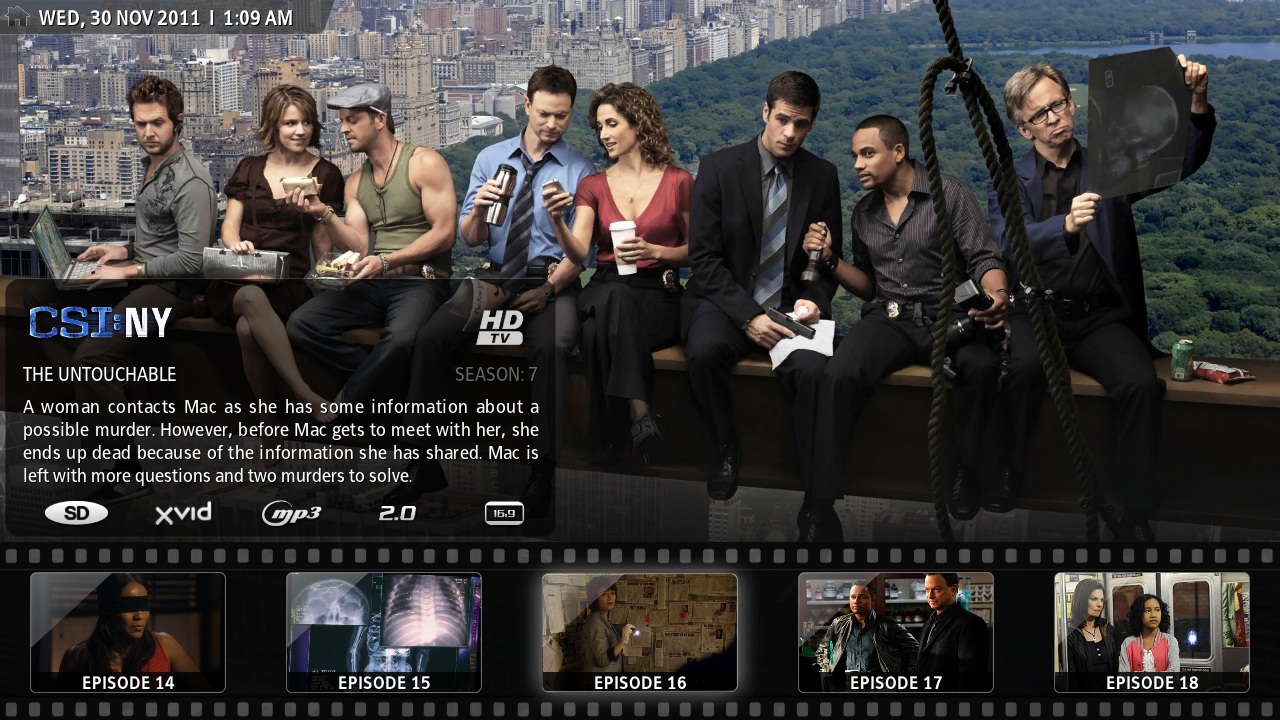 WED, 30 NOV 2011 | 1:09 AM
CSI:NY
HD
TV
THE UNTOUCHABLE
SEASON: 7
A woman contacts Mac as she has some information about a
possible murder. However, before Mac gets to meet with her, she
ends up dead because of the information she has shared. Mac is
left with more questions and two murders to solve.
SD
xvid
mp3
2.0
16:9
EPISODE 14
EPISODE 15
EPISODE 16
EPISODE 17
EPISODE 18